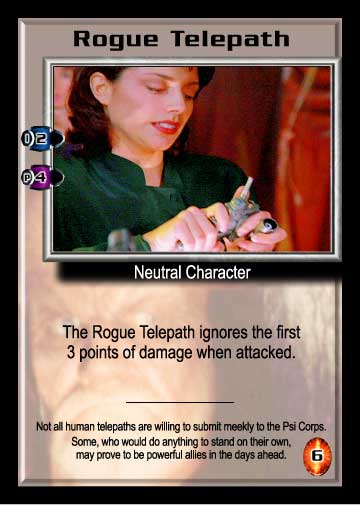 Rogue Telepath
D 2
P 4
Neutral Character
The Rogue Telepath ignores the first
3 points of damage when attacked.
Not all human telepaths are willing to submit meekly to the Psi Corps.
Some, who would do anything to stand on their own,
may prove to be powerful allies in the days ahead.
6